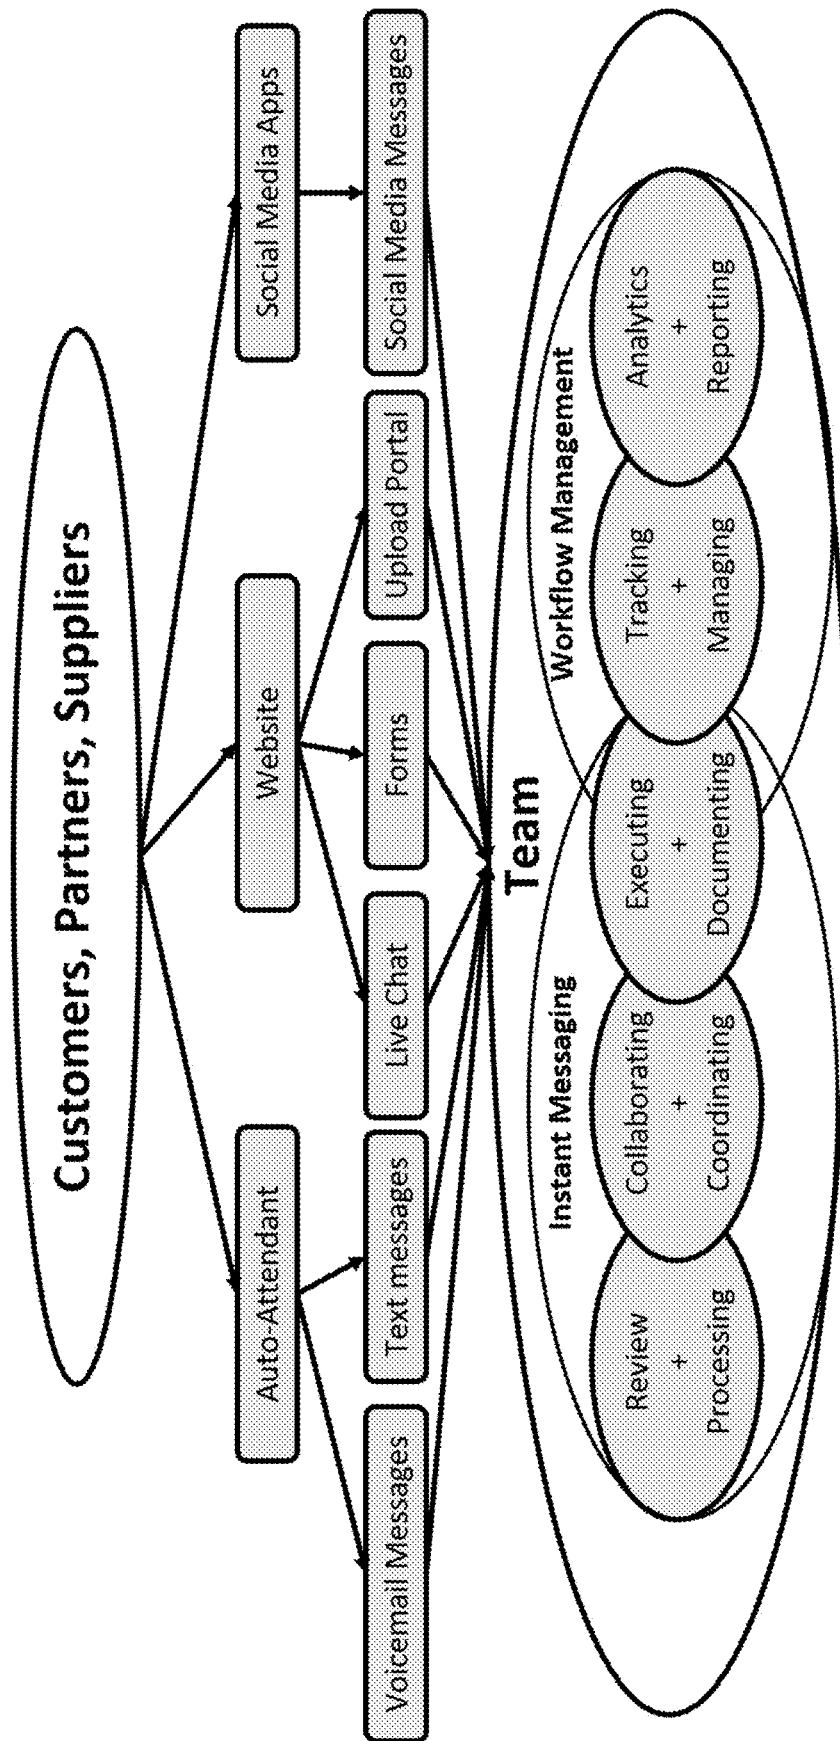 Customers, Partners, Suppliers
Auto-Attendant
Website
Social Media Apps
Voicemail Messages
Text messages
Live Chat
Forms
Upload Portal
Social Media Messages
Team
Instant Messaging
Workflow Management
Review
+
Processing
Collaborating
+
Coordinating
Executing
+
Documenting
Tracking
+
Managing
Analytics
+
Reporting